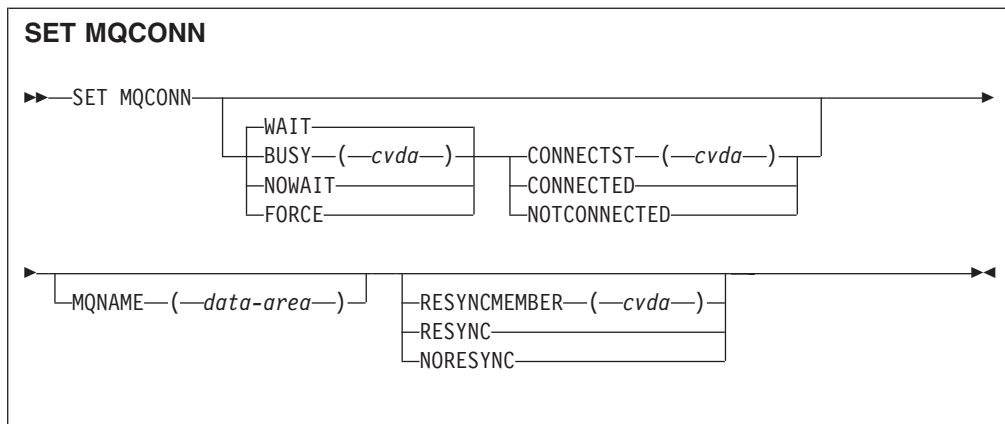 SET MQCONN
SET MQCONN
WAIT
BUSY ( cvda ) CONNECTST ( cvda )
NOWAIT CONNECTED
FORCE NOTCONNECTED
MQNAME ( data-area ) RESYNCMEMBER ( cvda )
RESYNC
NORESYNC